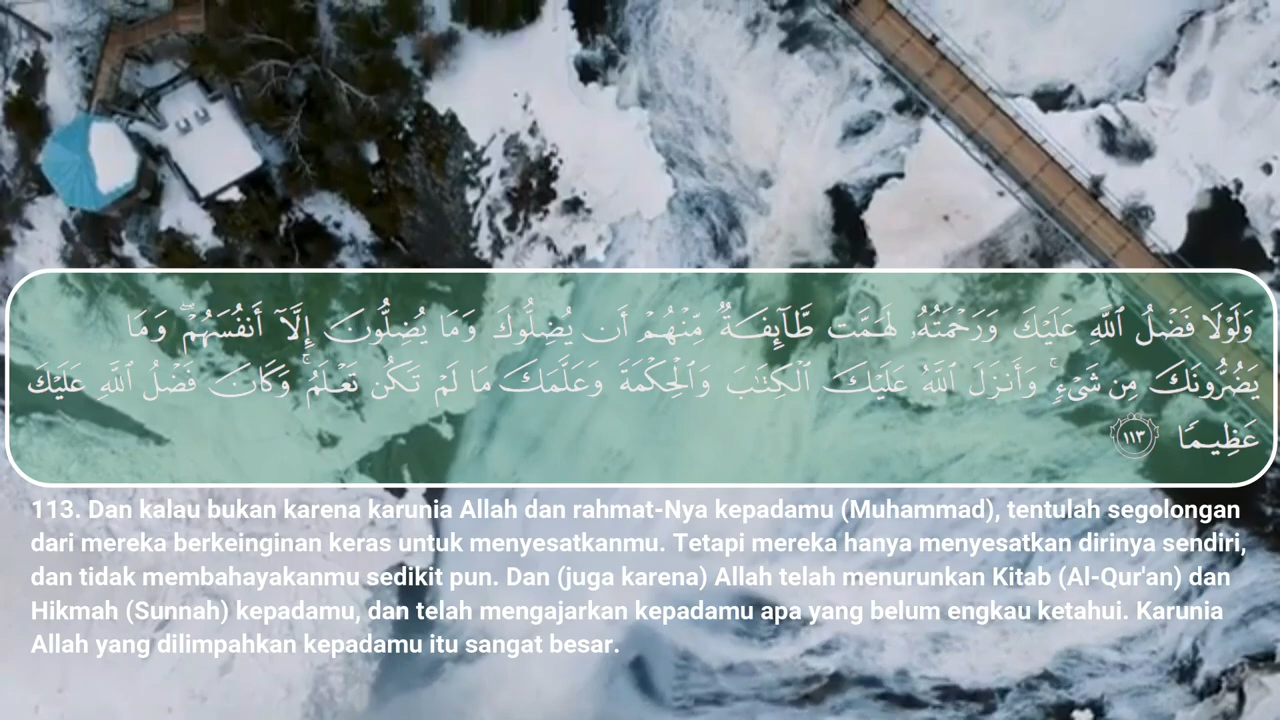 وَلَوْلَا فَضْلُ ٱللَّهِ عَلَيْكَ وَرَحْمَتُهُۥ لَهَمَّت طَّآئِفَةٌ مِّنْهُمْ أَن يُضِلُّوكَ وَمَا يُضِلُّونَ إِلَّآ أَنفُسَهُمْ ۖ وَمَا
يَضُرُّونَكَ مِن شَىْءٍ ۚ وَأَنزَلَ ٱللَّهُ عَلَيْكَ ٱلْكِتَٰبَ وَٱلْحِكْمَةَ وَعَلَّمَكَ مَا لَمْ تَكُن تَعْلَمُ ۚ وَكَانَ فَضْلُ ٱللَّهِ عَلَيْكَ
عَظِيمًا ١١٣
113. Dan kalau bukan karena karunia Allah dan rahmat-Nya kepadamu (Muhammad), tentulah segolongan
dari mereka berkeinginan keras untuk menyesatkanmu. Tetapi mereka hanya menyesatkan dirinya sendiri,
dan tidak membahayakanmu sedikit pun. Dan (juga karena) Allah telah menurunkan Kitab (Al-Qur'an) dan
Hikmah (Sunnah) kepadamu, dan telah mengajarkan kepadamu apa yang belum engkau ketahui. Karunia
Allah yang dilimpahkan kepadamu itu sangat besar.